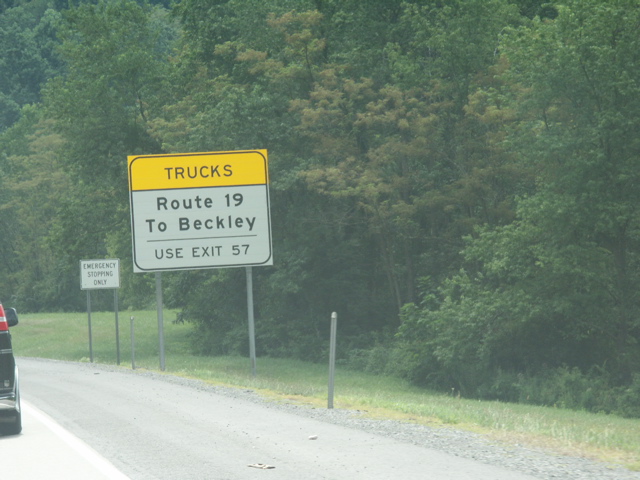 TRUCKS
Route 19
To Beckley
USE EXIT 57
EMERGENCY
STOPPING
ONLY